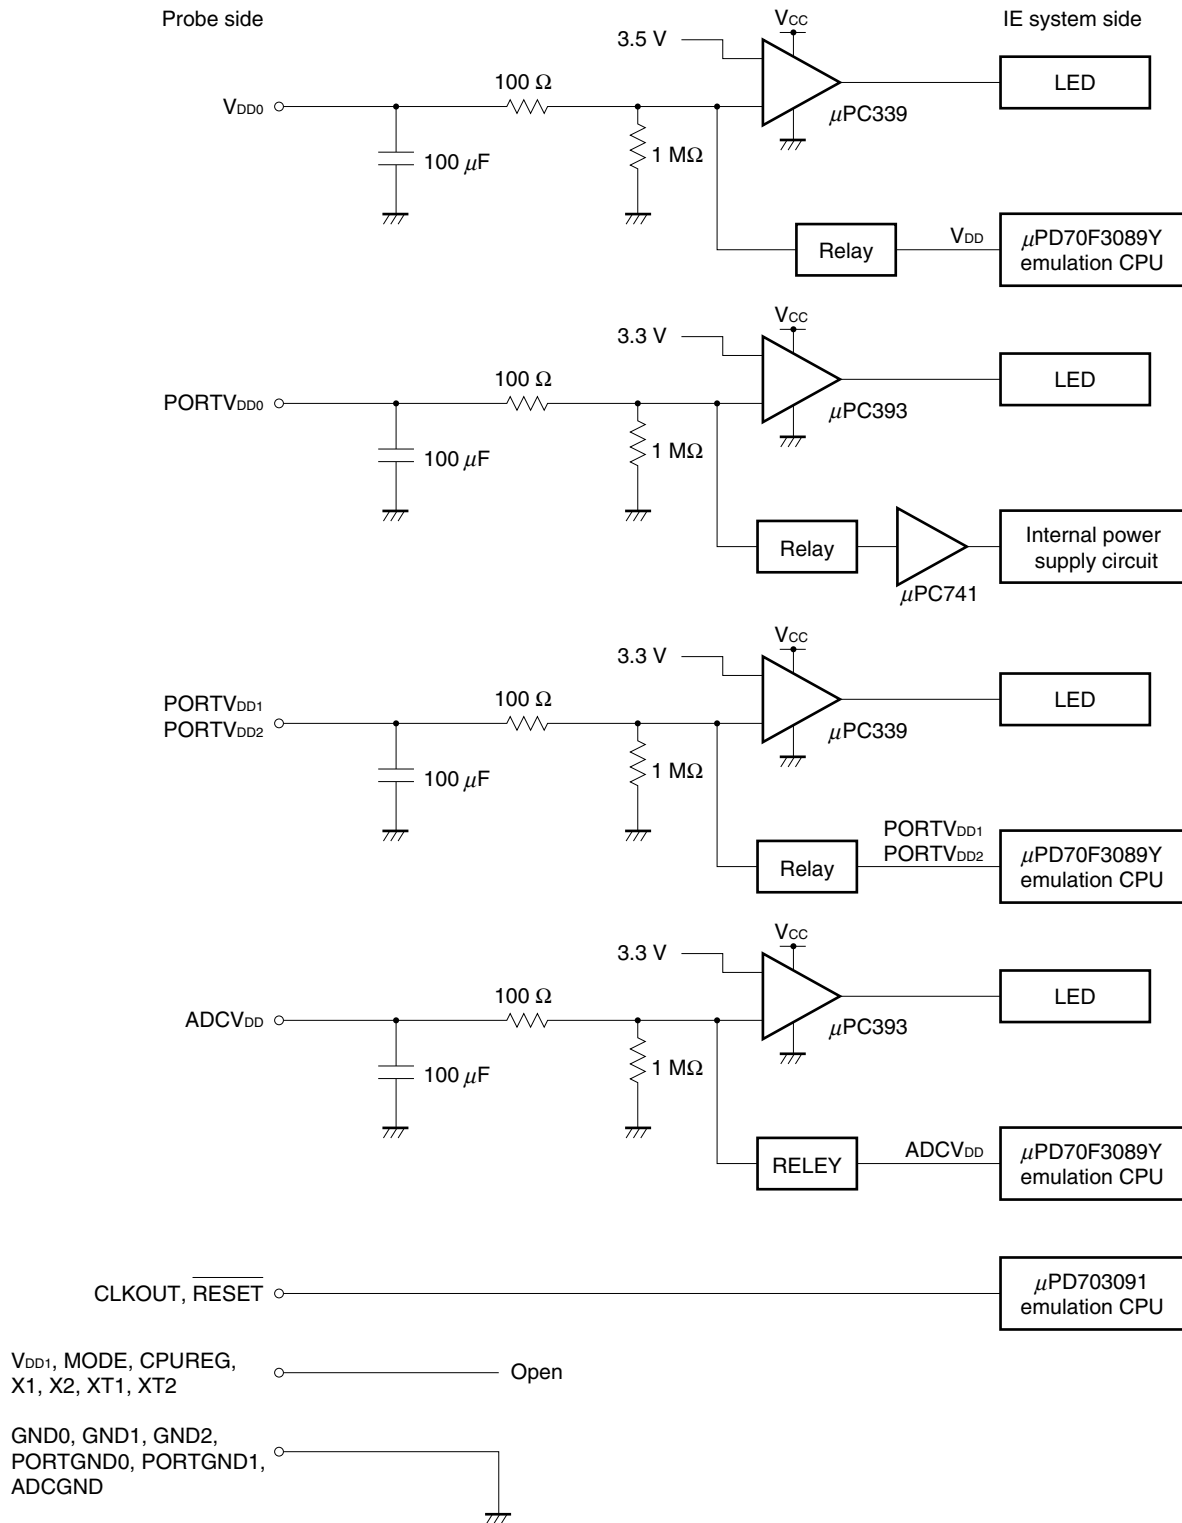 Probe side
IE system side
VCC
3.5 V
LED
100 Ω
VDD0
μPC339
100 μF
1 MΩ
Relay
VDD
μPD70F3089Y
emulation CPU
VCC
3.3 V
LED
100 Ω
PORTVDD0
μPC393
100 μF
1 MΩ
Relay
μPC741
Internal power
supply circuit
VCC
3.3 V
LED
100 Ω
PORTVDD1
PORTVDD2
μPC339
100 μF
1 MΩ
Relay
PORTVDD1
PORTVDD2
μPD70F3089Y
emulation CPU
VCC
3.3 V
LED
100 Ω
ADCVDD
μPC393
100 μF
1 MΩ
RELEY
ADCVDD
μPD70F3089Y
emulation CPU
CLKOUT, RESET
μPD703091
emulation CPU
VDD1, MODE, CPUREG,
X1, X2, XT1, XT2
Open
GND0, GND1, GND2,
PORTGND0, PORTGND1,
ADCGND